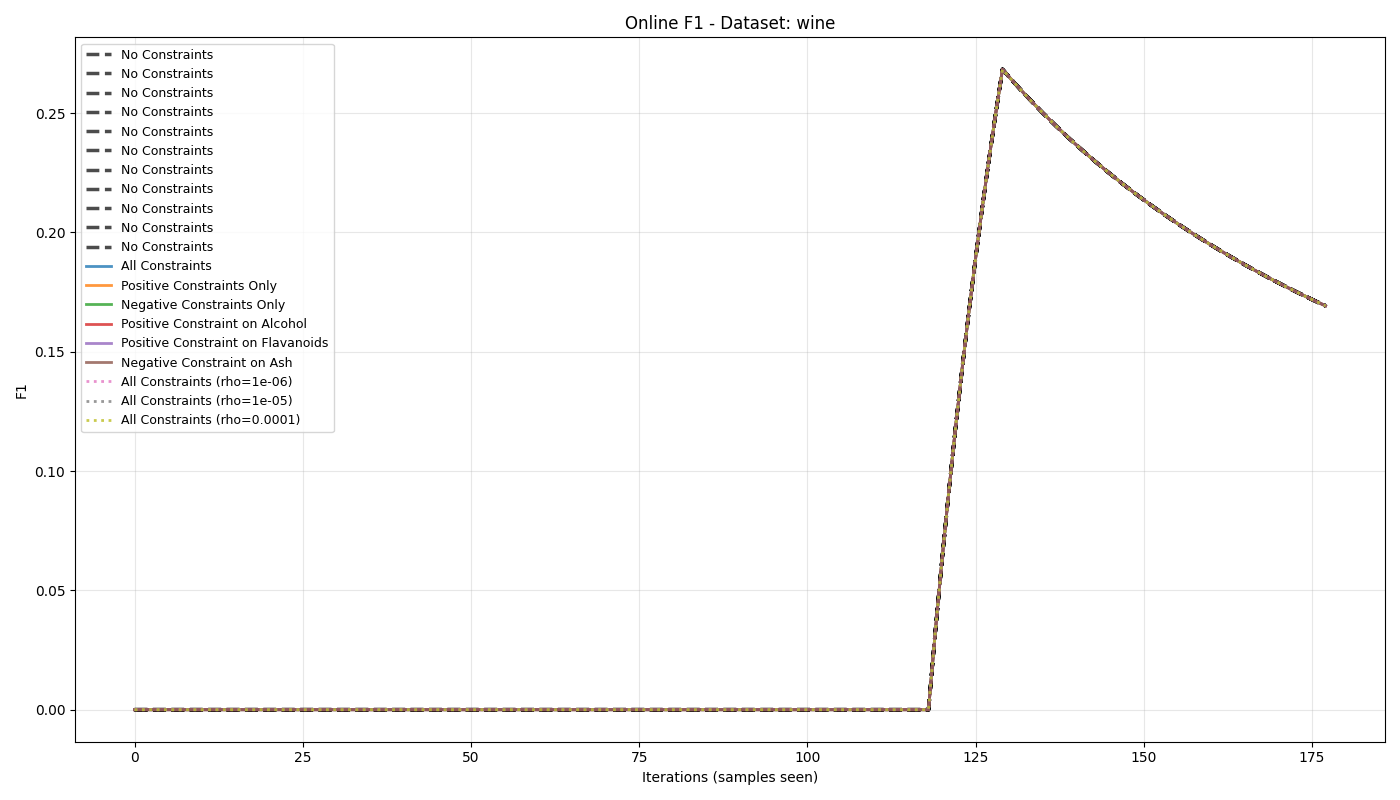 Online F1 - Dataset: wine
No Constraints
No Constraints
No Constraints
No Constraints
No Constraints
No Constraints
No Constraints
No Constraints
No Constraints
No Constraints
No Constraints
All Constraints
Positive Constraints Only
Negative Constraints Only
Positive Constraint on Alcohol
Positive Constraint on Flavanoids
Negative Constraint on Ash
All Constraints (rho=1e-06)
All Constraints (rho=1e-05)
All Constraints (rho=0.0001)
F1
0.25
0.20
0.15
0.10
0.05
0.00
0 25 50 75 100 125 150 175
Iterations (samples seen)